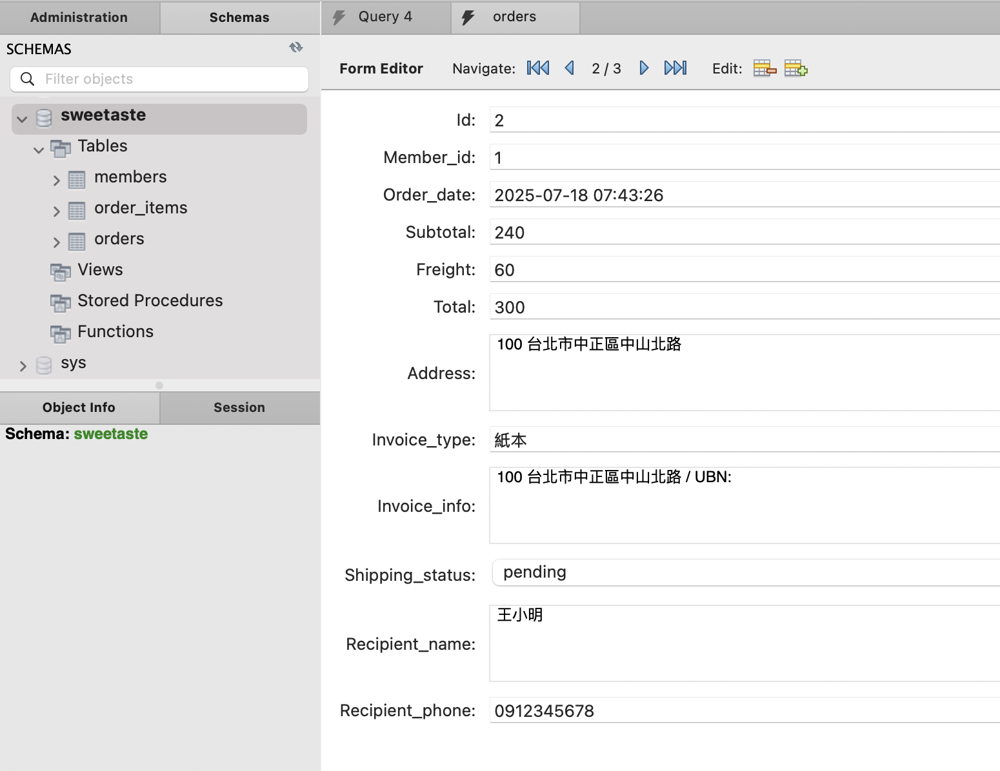 Administration
Schemas
SCHEMAS
Filter objects
sweetaste
Tables
members
order_items
orders
Views
Stored Procedures
Functions
sys
Object Info
Session
Schema: sweetaste
Query 4
orders
Form Editor
Navigate:
2 / 3
Edit:
Id: 2
Member_id: 1
Order_date: 2025-07-18 07:43:26
Subtotal: 240
Freight: 60
Total: 300
Address: 100 台北市中正區中山北路
Invoice_type: 紙本
Invoice_info: 100 台北市中正區中山北路 / UBN:
Shipping_status: pending
Recipient_name: 王小明
Recipient_phone: 0912345678